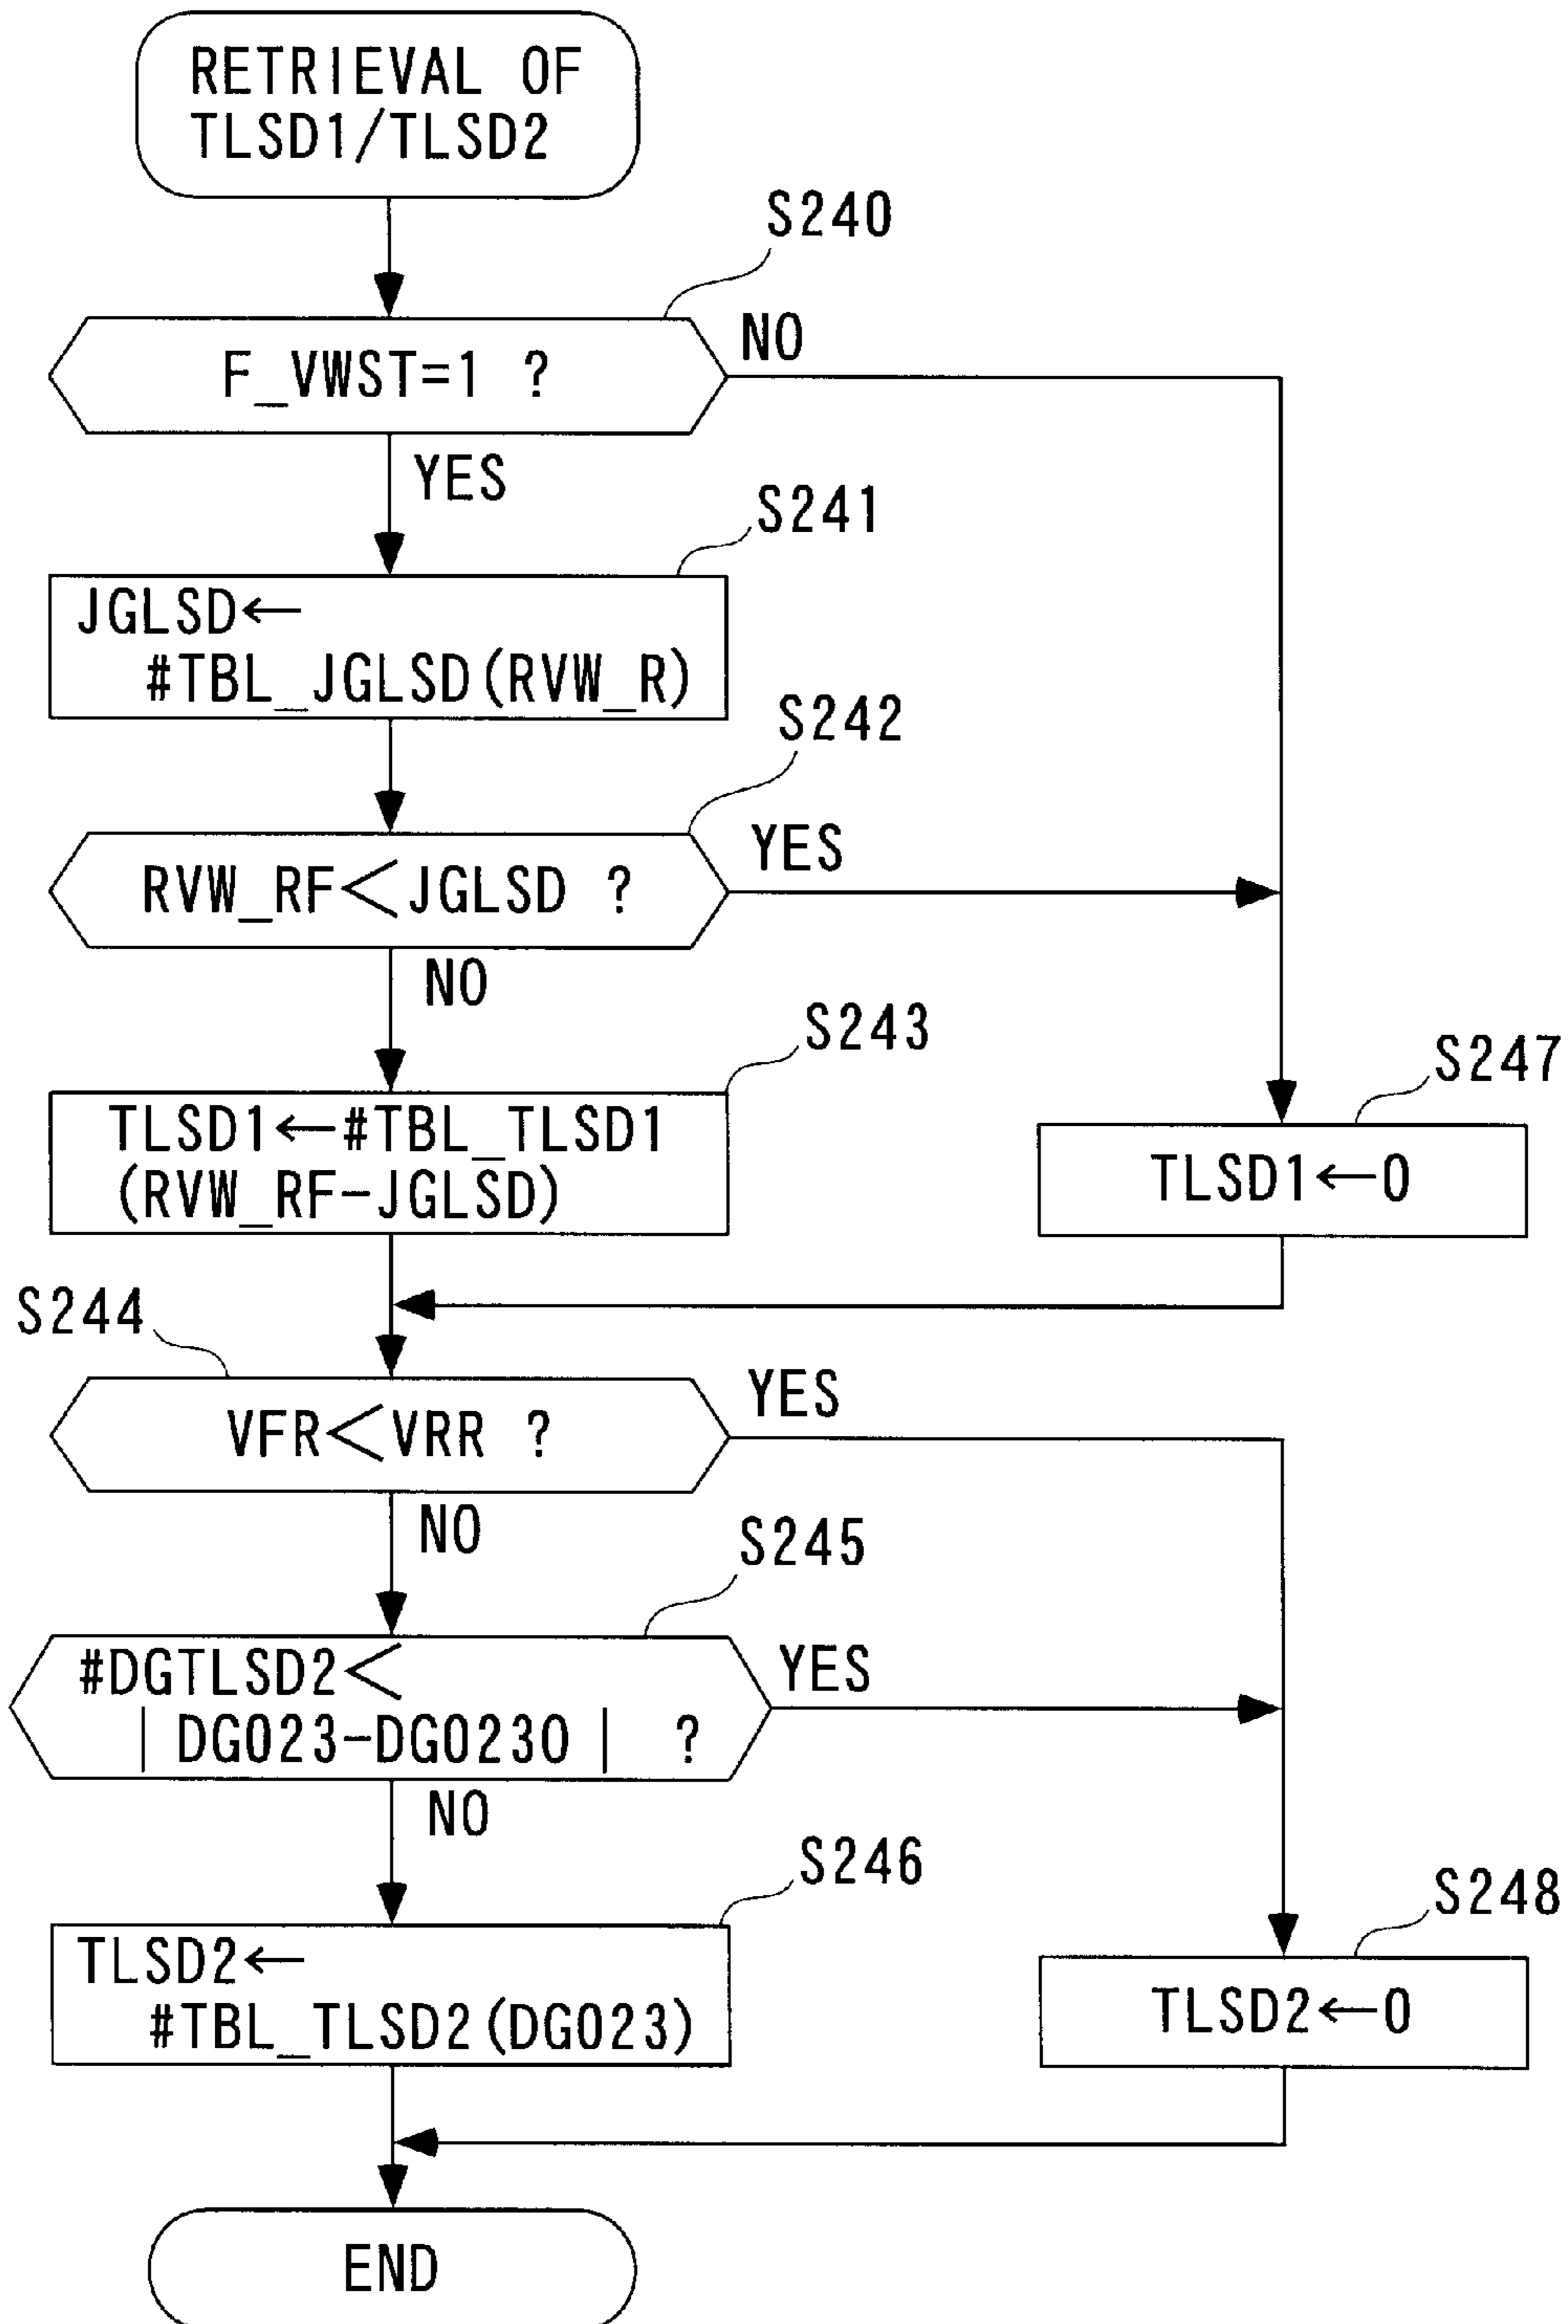 RETRIEVAL OF
TLSD1/TLSD2
S240
F_VWST=1 ?
NO
YES
S241
JGLSD←
#TBL_JGLSD(RVW_R)
S242
RVW_RF<JGLSD ?
YES
NO
S243
TLSD1←#TBL_TLSD1
(RVW_RF-JGLSD)
S247
TLSD1←0
S244
VFR<VRR ?
YES
NO
S245
#DGTLSD2<
| DG023-DG0230 | ?
YES
NO
S246
TLSD2←
#TBL_TLSD2(DG023)
S248
TLSD2←0
END